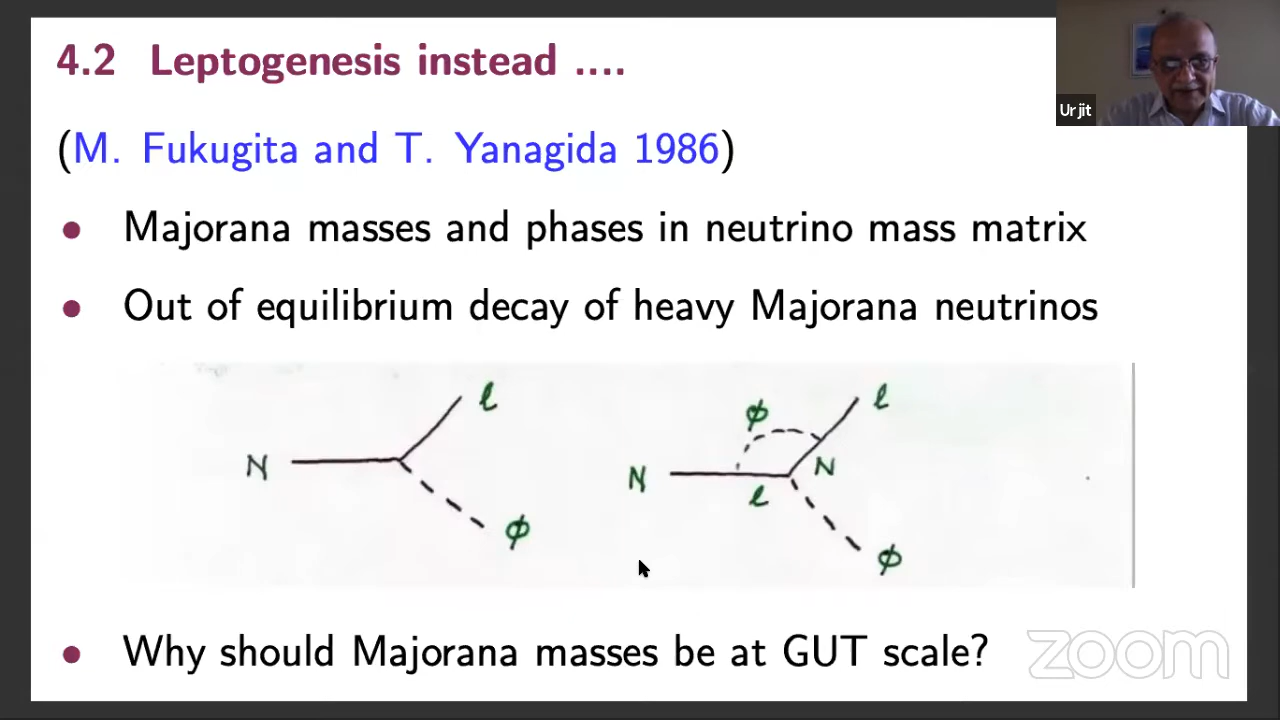 4.2 Leptogenesis instead ....
Urjit
(M. Fukugita and T. Yanagida 1986)
• Majorana masses and phases in neutrino mass matrix
• Out of equilibrium decay of heavy Majorana neutrinos
N ℓ ϕ
N ϕ ℓ N ℓ ϕ
• Why should Majorana masses be at GUT scale?
zoom